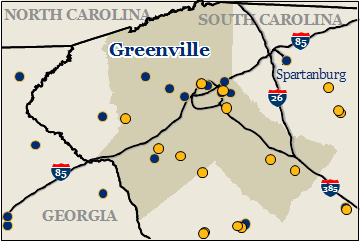 NORTH CAROLINA
SOUTH CAROLINA
Greenville
85
Spartanburg
26
85
385
GEORGIA